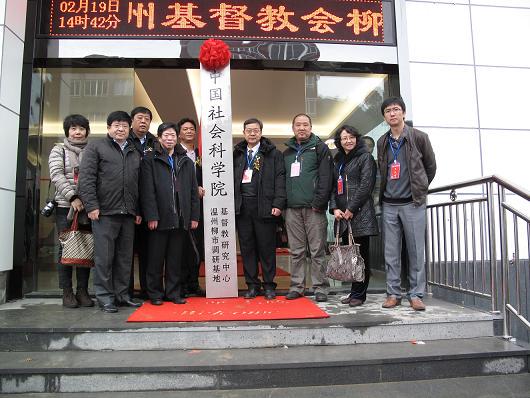 02月19日
14时42分
州基督教会柳
中国社会科学院
基督教研究中心
温州柳市调研基地
Welcome